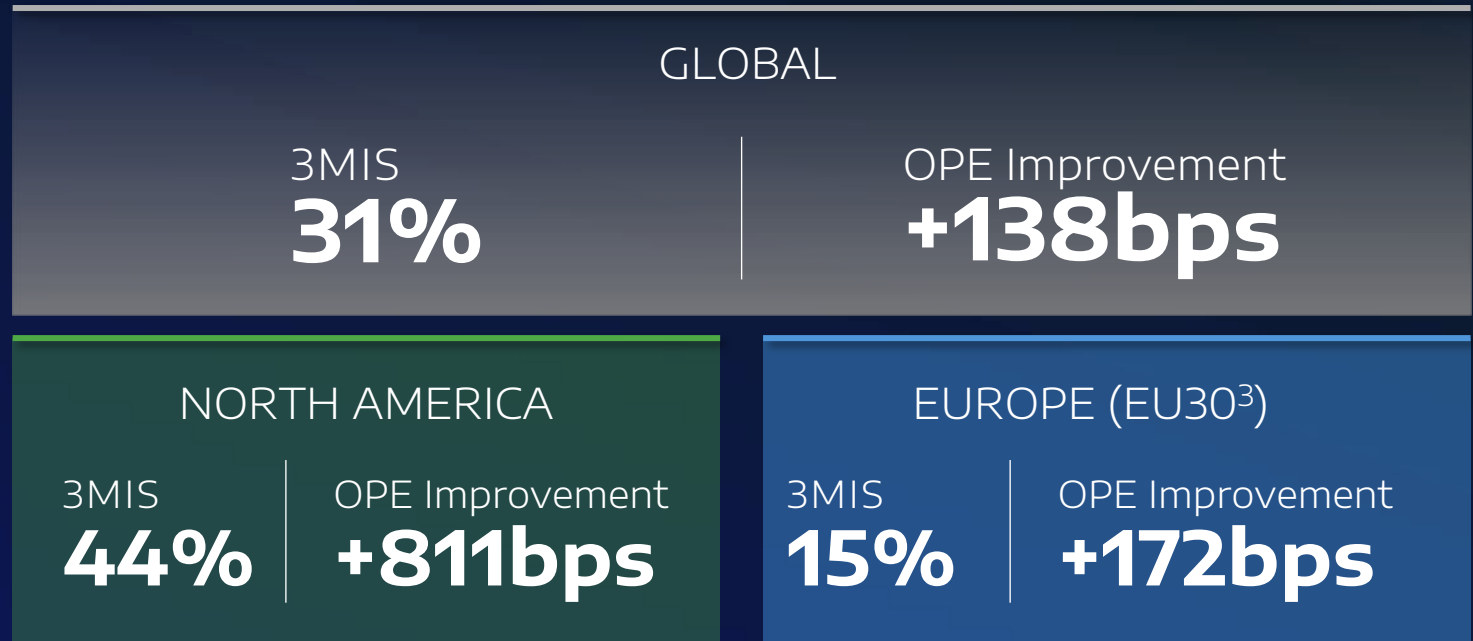 GLOBAL
3MIS
31%
OPE Improvement
+138bps
NORTH AMERICA
3MIS
44%
OPE Improvement
+811bps
EUROPE (EU30³)
3MIS
15%
OPE Improvement
+172bps